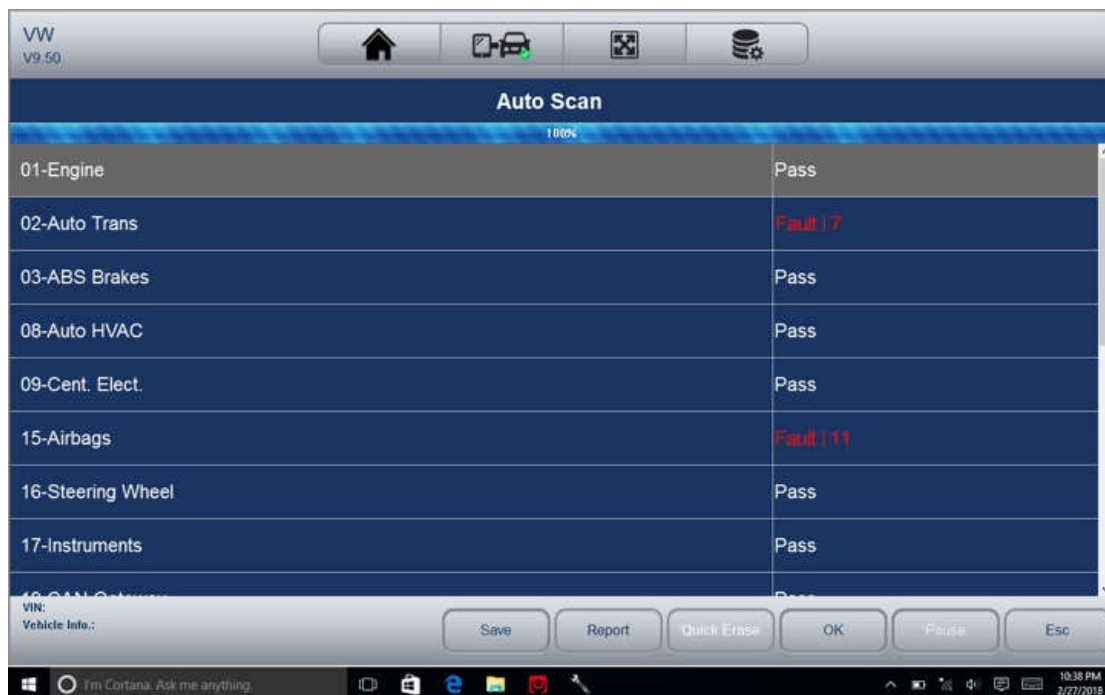 VW
V9.50
Auto Scan
100%
01-Engine Pass
02-Auto Trans Fault | 7
03-ABS Brakes Pass
08-Auto HVAC Pass
09-Cent. Elect. Pass
15-Airbags Fault | 11
16-Steering Wheel Pass
17-Instruments Pass
VIN:
Vehicle Info.:
Save Report Quick Erase OK Pause Esc
I'm Cortana. Ask me anything.
10:38 PM
2/27/2018